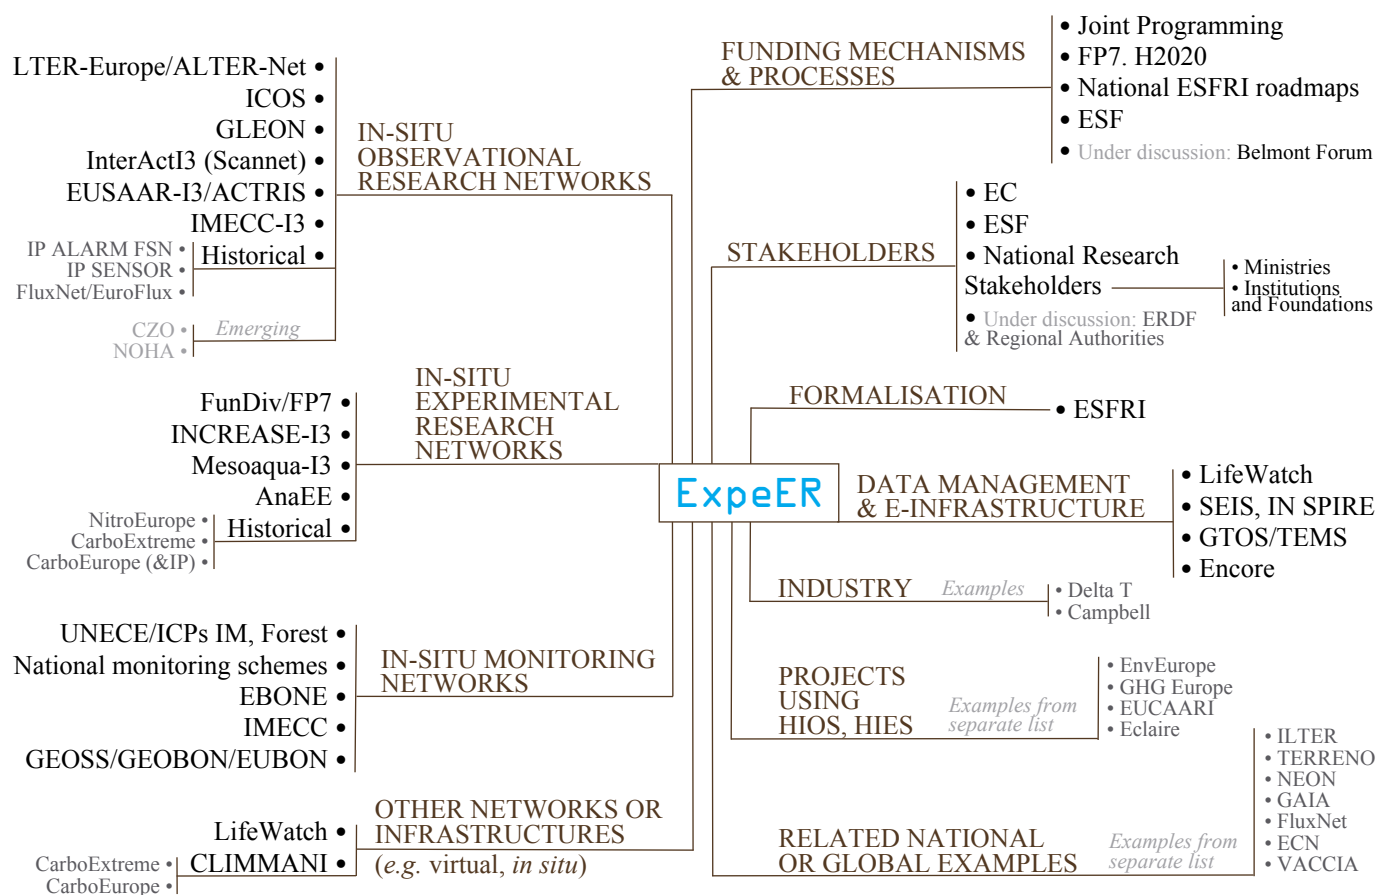 LTER-Europe/ALTER-Net •
ICOS •
GLEON •
InterActI3 (Scannet) •
EUSAAR-I3/ACTRIS •
IMECC-I3 •
Historical •
IP ALARM FSN •
IP SENSOR •
FluxNet/EuroFlux •
Emerging
CZO •
NOHA •
IN-SITU
OBSERVATIONAL
RESEARCH NETWORKS
FunDiv/FP7 •
INCREASE-I3 •
Mesoaqua-I3 •
AnaEE •
Historical •
NitroEurope •
CarboExtreme •
CarboEurope (&IP) •
IN-SITU
EXPERIMENTAL
RESEARCH
NETWORKS
UNECE/ICPs IM, Forest •
National monitoring schemes •
EBONE •
IMECC •
GEOSS/GEOBON/EUBON •
IN-SITU MONITORING
NETWORKS
LifeWatch •
CLIMMANI •
CarboExtreme •
CarboEurope •
OTHER NETWORKS OR
INFRASTRUCTURES
(e.g. virtual, in situ)
ExpeER
FUNDING MECHANISMS
& PROCESSES
• Joint Programming
• FP7. H2020
• National ESFRI roadmaps
• ESF
• Under discussion: Belmont Forum
STAKEHOLDERS
• EC
• ESF
• National Research
Stakeholders
• Ministries
• Institutions
and Foundations
• Under discussion: ERDF
& Regional Authorities
FORMALISATION
• ESFRI
DATA MANAGEMENT
& E-INFRASTRUCTURE
• LifeWatch
• SEIS, IN SPIRE
• GTOS/TEMS
• Encore
INDUSTRY
Examples
• Delta T
• Campbell
PROJECTS
USING
HIOS, HIES
Examples from
separate list
• EnvEurope
• GHG Europe
• EUCAARI
• Eclaire
RELATED NATIONAL
OR GLOBAL EXAMPLES
Examples from
separate list
• ILTER
• TERRENO
• NEON
• GAIA
• FluxNet
• ECN
• VACCIA